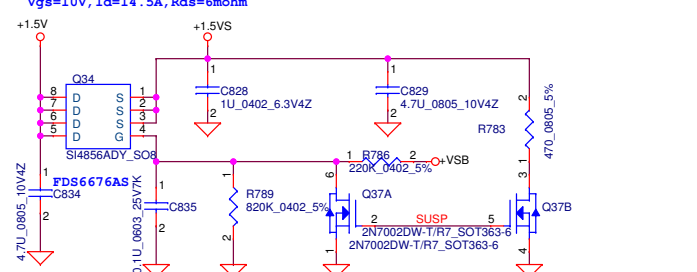 Vgs=10V,Id=14.5A,Rds=6mohm
+1.5V
+1.5VS
Q34
8 D S 1
7 D S 2
6 D S 3
5 D G 4
SI4856ADY_SO8
FDS6676AS
1
C828
1U_0402_6.3V4Z
2
1
C829
4.7U_0805_10V4Z
2
2
R783
470_0805_5%
1
1
R786
2
+VSB
220K_0402_5%
4.7U_0805_10V4Z
1
C834
2
0.1U_0603_25V7K
1
C835
2
1
R789
820K_0402_5%
2
6
Q37A
2
SUSP
5
3
Q37B
2N7002DW-T/R7_SOT363-6
2N7002DW-T/R7_SOT363-6
1
4